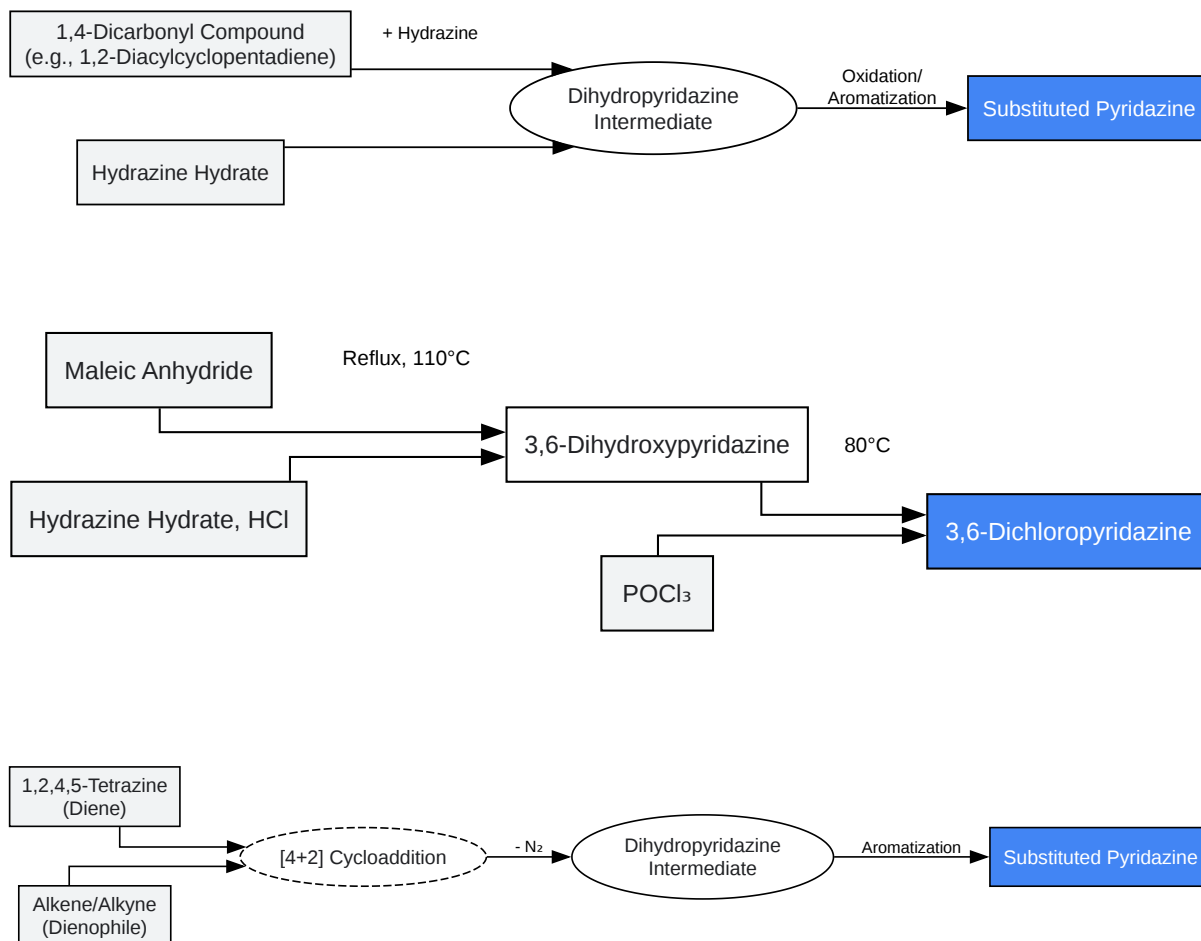 1,4-Dicarbonyl Compound
(e.g., 1,2-Diacylcyclopentadiene)
+ Hydrazine
Dihydropyridazine
Intermediate
Oxidation/
Aromatization
Substituted Pyridazine
Hydrazine Hydrate
Maleic Anhydride
Reflux, 110°C
3,6-Dihydroxypyridazine
80°C
Hydrazine Hydrate, HCl
3,6-Dichloropyridazine
POCl₃
1,2,4,5-Tetrazine
(Diene)
[4+2] Cycloaddition
- N₂
Dihydropyridazine
Intermediate
Aromatization
Substituted Pyridazine
Alkene/Alkyne
(Dienophile)